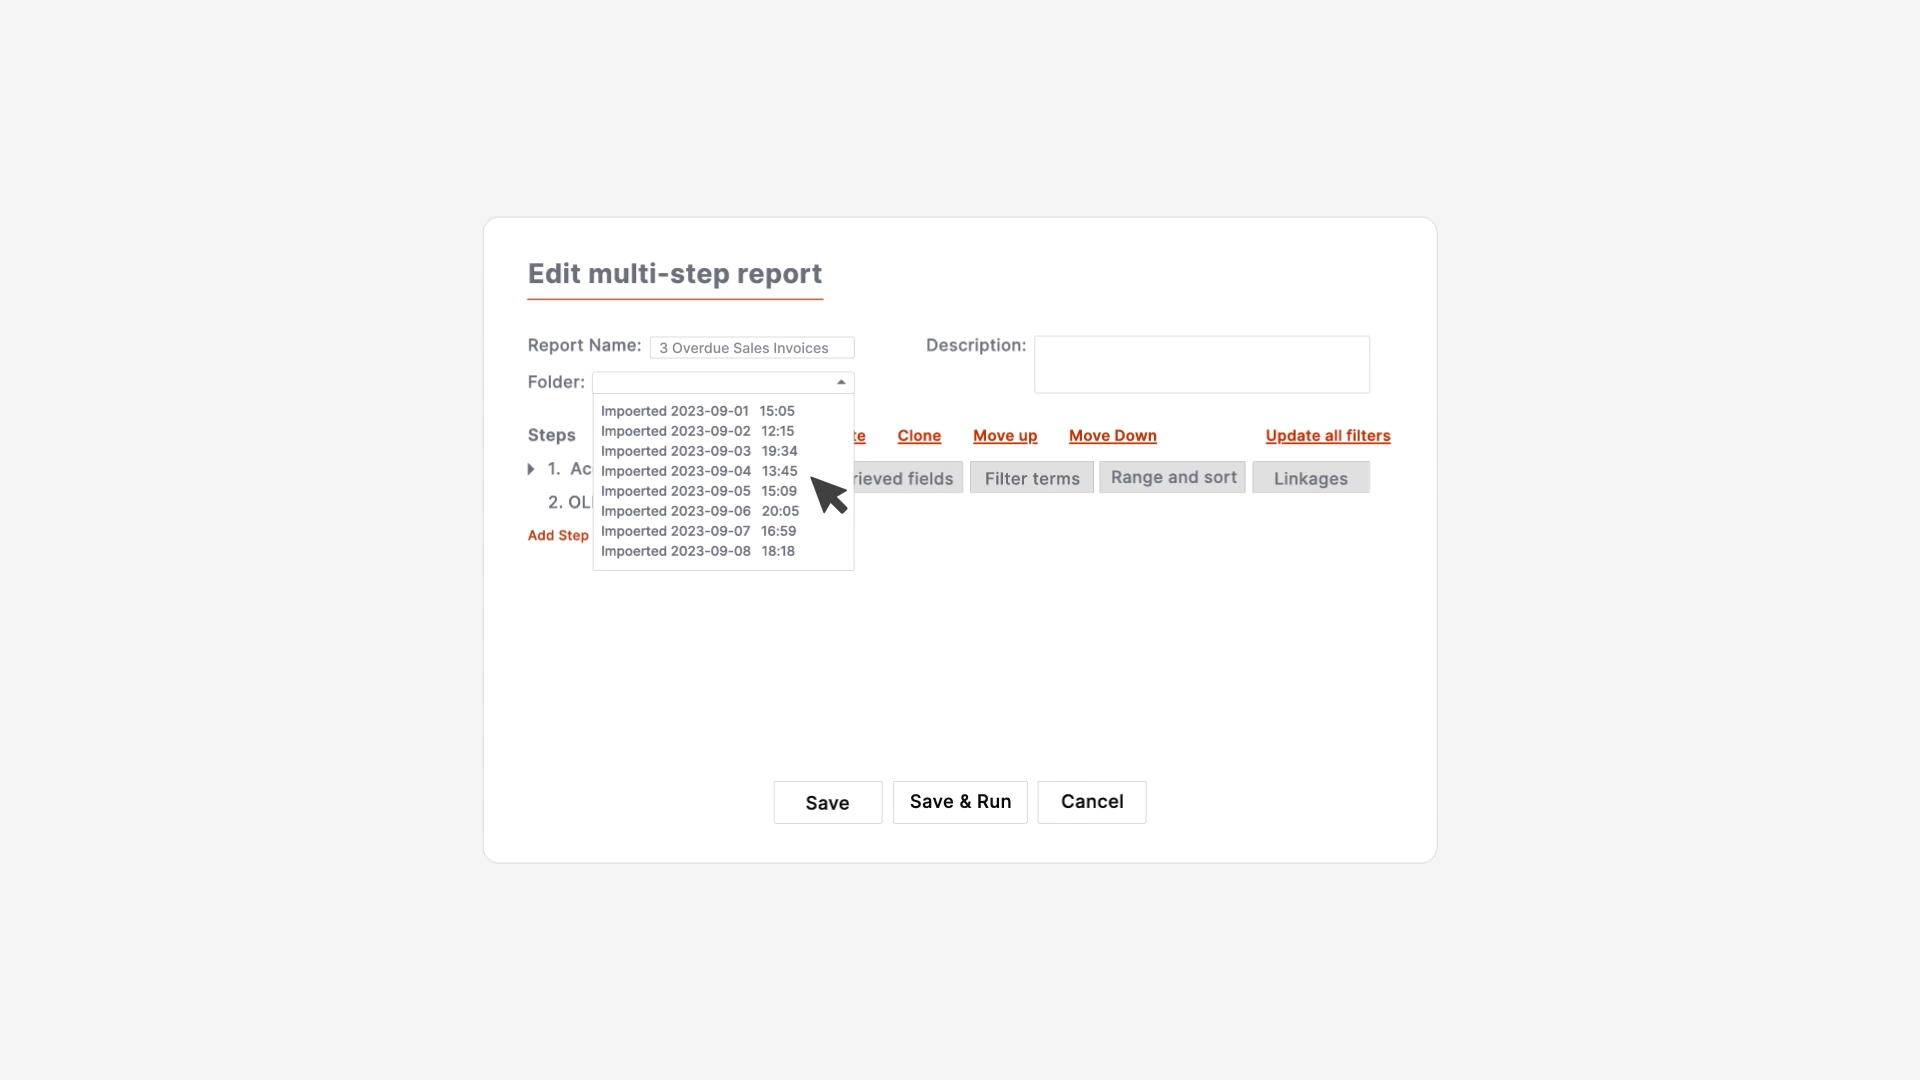 Edit multi-step report
Report Name: 3 Overdue Sales Invoices
Description:
Folder:
Impoerted 2023-09-01 15:05
Impoerted 2023-09-02 12:15
Impoerted 2023-09-03 19:34
Impoerted 2023-09-04 13:45
Impoerted 2023-09-05 15:09
Impoerted 2023-09-06 20:05
Impoerted 2023-09-07 16:59
Impoerted 2023-09-08 18:18
Steps
Clone Move up Move Down Update all filters
1.
fields Filter terms Range and sort Linkages
2.
Add Step
Save Save & Run Cancel